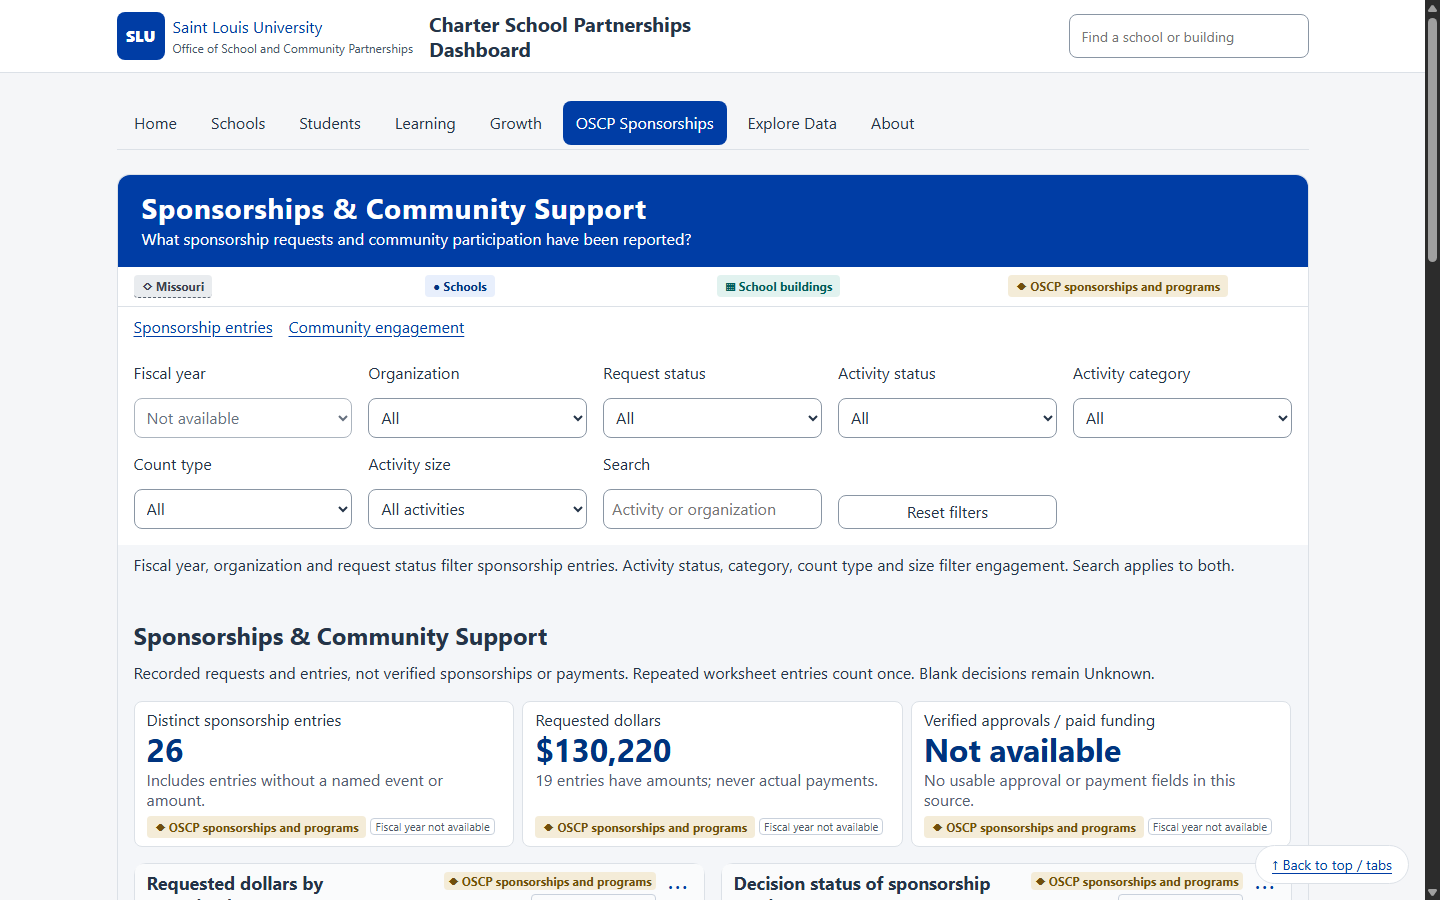 SLU
Saint Louis University
Office of School and Community Partnerships
Charter School Partnerships
Dashboard
Find a school or building
Home
Schools
Students
Learning
Growth
OSCP Sponsorships
Explore Data
About
Sponsorships & Community Support
What sponsorship requests and community participation have been reported?
Missouri
Schools
School buildings
OSCP sponsorships and programs
Sponsorship entries
Community engagement
Fiscal year
Organization
Request status
Activity status
Activity category
Not available
All
All
All
All
Count type
Activity size
Search
All
All activities
Activity or organization
Reset filters
Fiscal year, organization and request status filter sponsorship entries. Activity status, category, count type and size filter engagement. Search applies to both.
Sponsorships & Community Support
Recorded requests and entries, not verified sponsorships or payments. Repeated worksheet entries count once. Blank decisions remain Unknown.
Distinct sponsorship entries
26
Includes entries without a named event or
amount.
OSCP sponsorships and programs
Fiscal year not available
Requested dollars
$130,220
19 entries have amounts; never actual payments.
OSCP sponsorships and programs
Fiscal year not available
Verified approvals / paid funding
Not available
No usable approval or payment fields in this
source.
OSCP sponsorships and programs
Fiscal year not available
Requested dollars by
OSCP sponsorships and programs
Decision status of sponsorship
OSCP sponsorships and programs
↑ Back to top / tabs